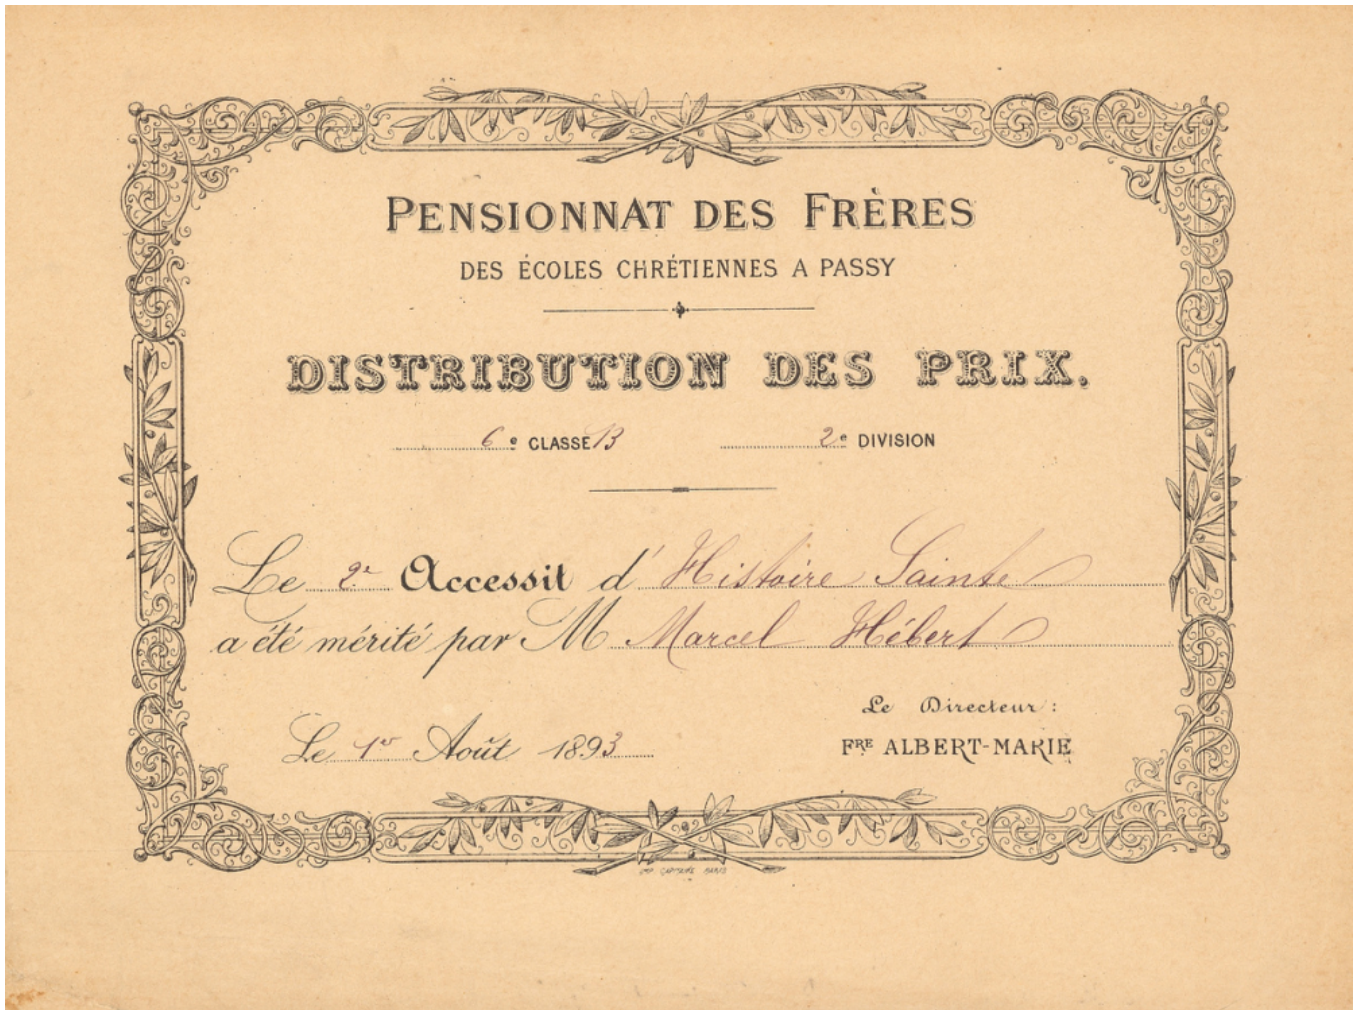 PENSIONNAT DES FRÈRES
DES ÉCOLES CHRÉTIENNES A PASSY
DISTRIBUTION DES PRIX.
6e CLASSE B 2e DIVISION
Le 2e Accessit d'Histoire Sainte
a été mérité par M Marcel Hébert
Le 1er Août 1893
Le Directeur :
FRE ALBERT-MARIE
PARIS